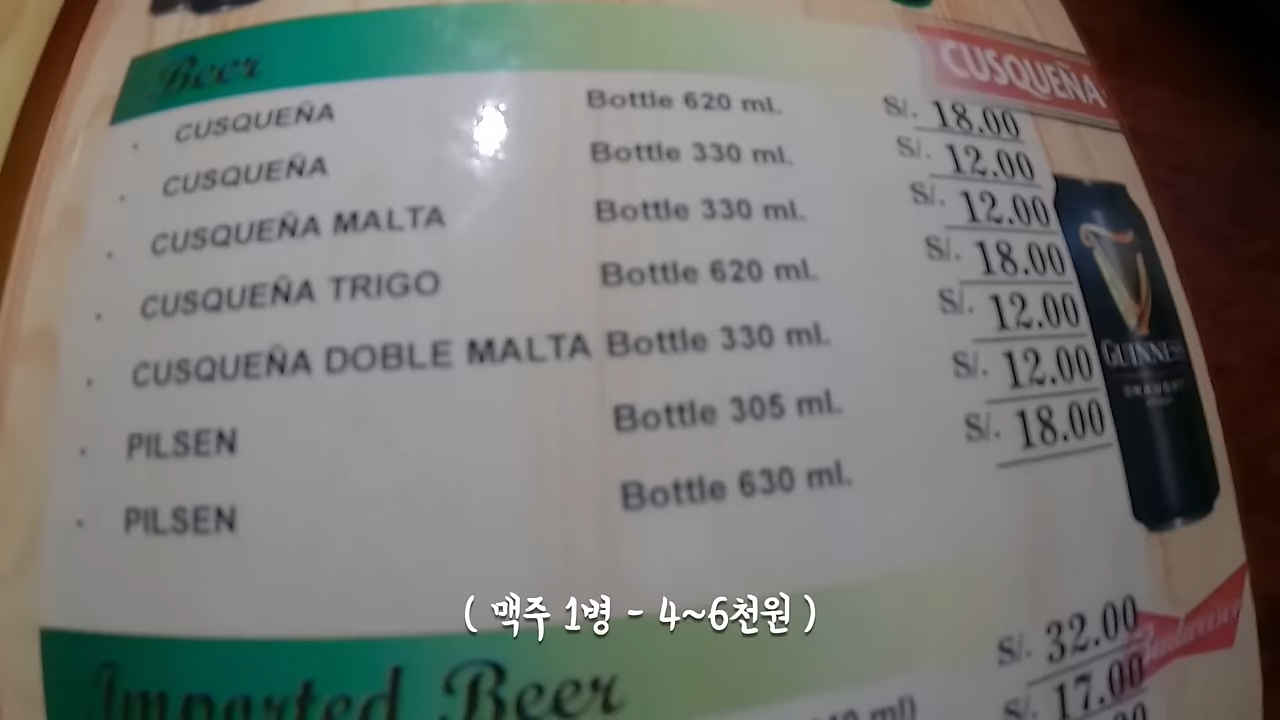 Beer
CUSQUEÑA
CUSQUEÑA Bottle 620 ml. S/. 18.00
CUSQUEÑA Bottle 330 ml. S/. 12.00
CUSQUEÑA MALTA Bottle 330 ml. S/. 12.00
CUSQUEÑA TRIGO Bottle 620 ml. S/. 18.00
CUSQUEÑA DOBLE MALTA Bottle 330 ml. S/. 12.00
PILSEN Bottle 305 ml. S/. 12.00
PILSEN Bottle 630 ml. S/. 18.00
GUINNESS
DRAUGHT
( 맥주 1병 - 4~6천원 )
Imported Beer
S/. 32.00
Budweiser
S/. 17.00